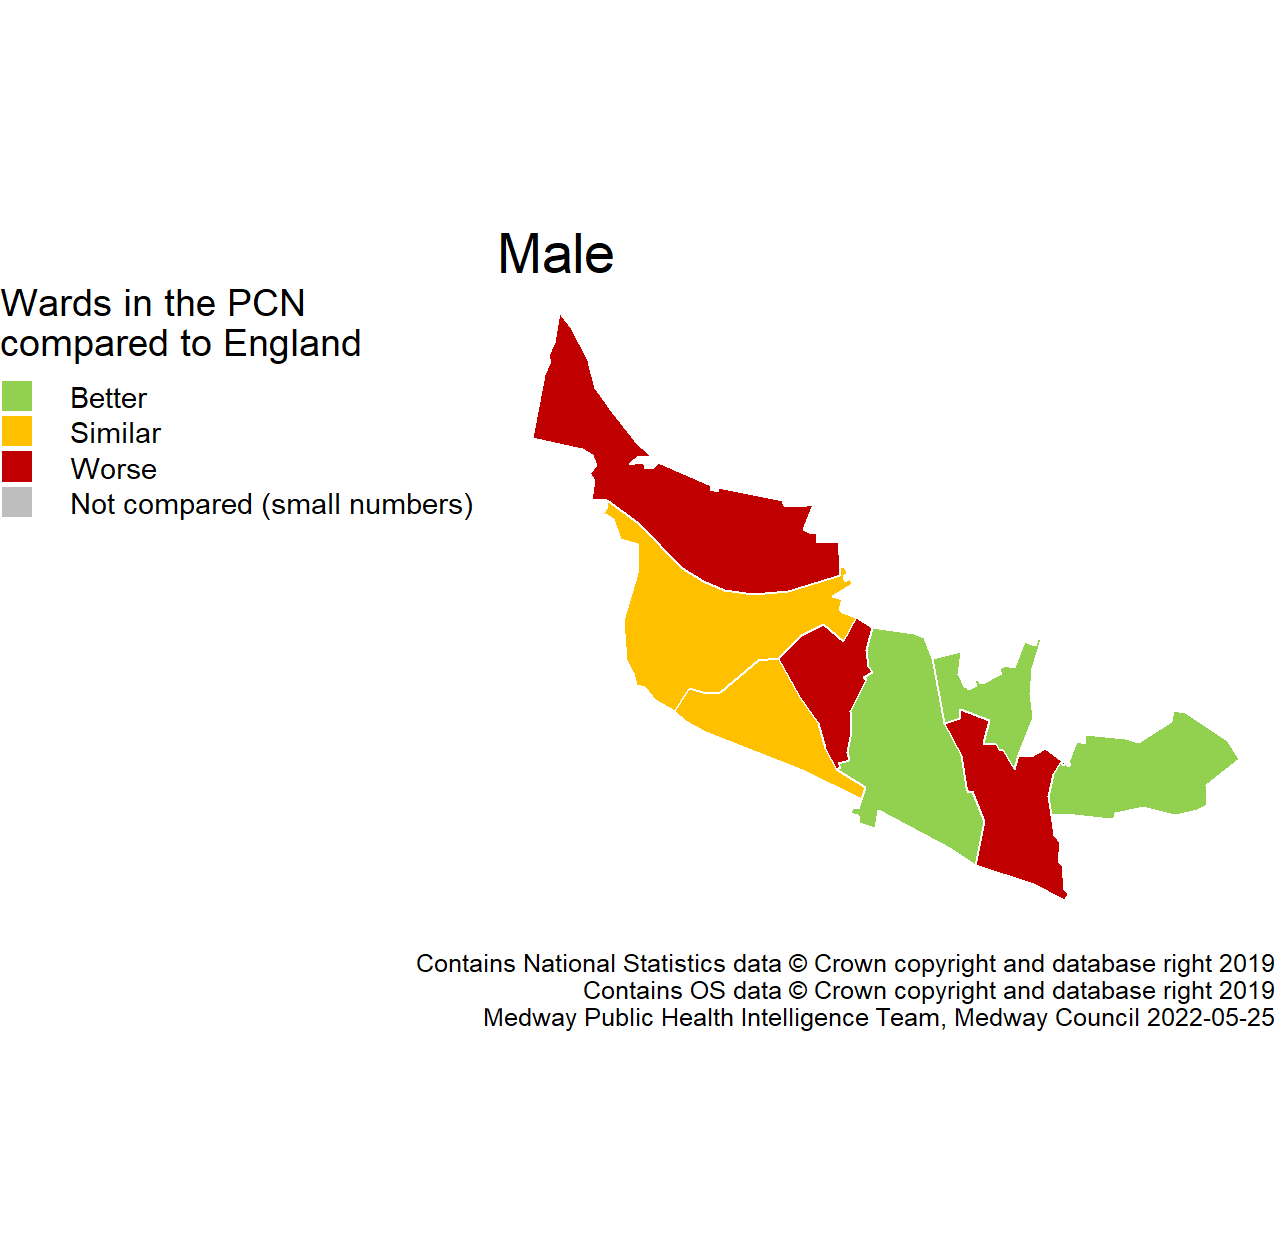 Male
Wards in the PCN
compared to England
Better
Similar
Worse
Not compared (small numbers)
Contains National Statistics data © Crown copyright and database right 2019
Contains OS data © Crown copyright and database right 2019
Medway Public Health Intelligence Team, Medway Council 2022-05-25